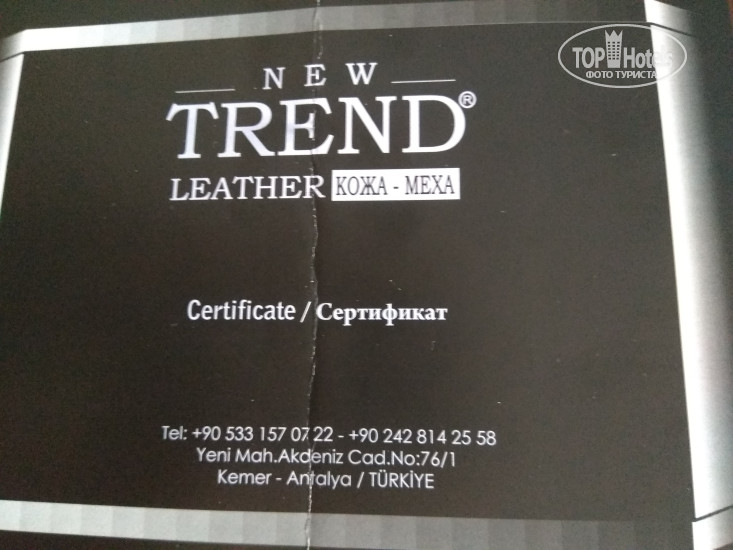 NEW
TREND®
LEATHER КОЖА - МЕХА
Certificate / Сертификат
Tel: +90 533 157 07 22 - +90 242 814 25 58
Yeni Mah.Akdeniz Cad.No:76/1
Kemer - Antalya / TÜRKİYE
TOP Hotels
ФОТО ТУРИСТА